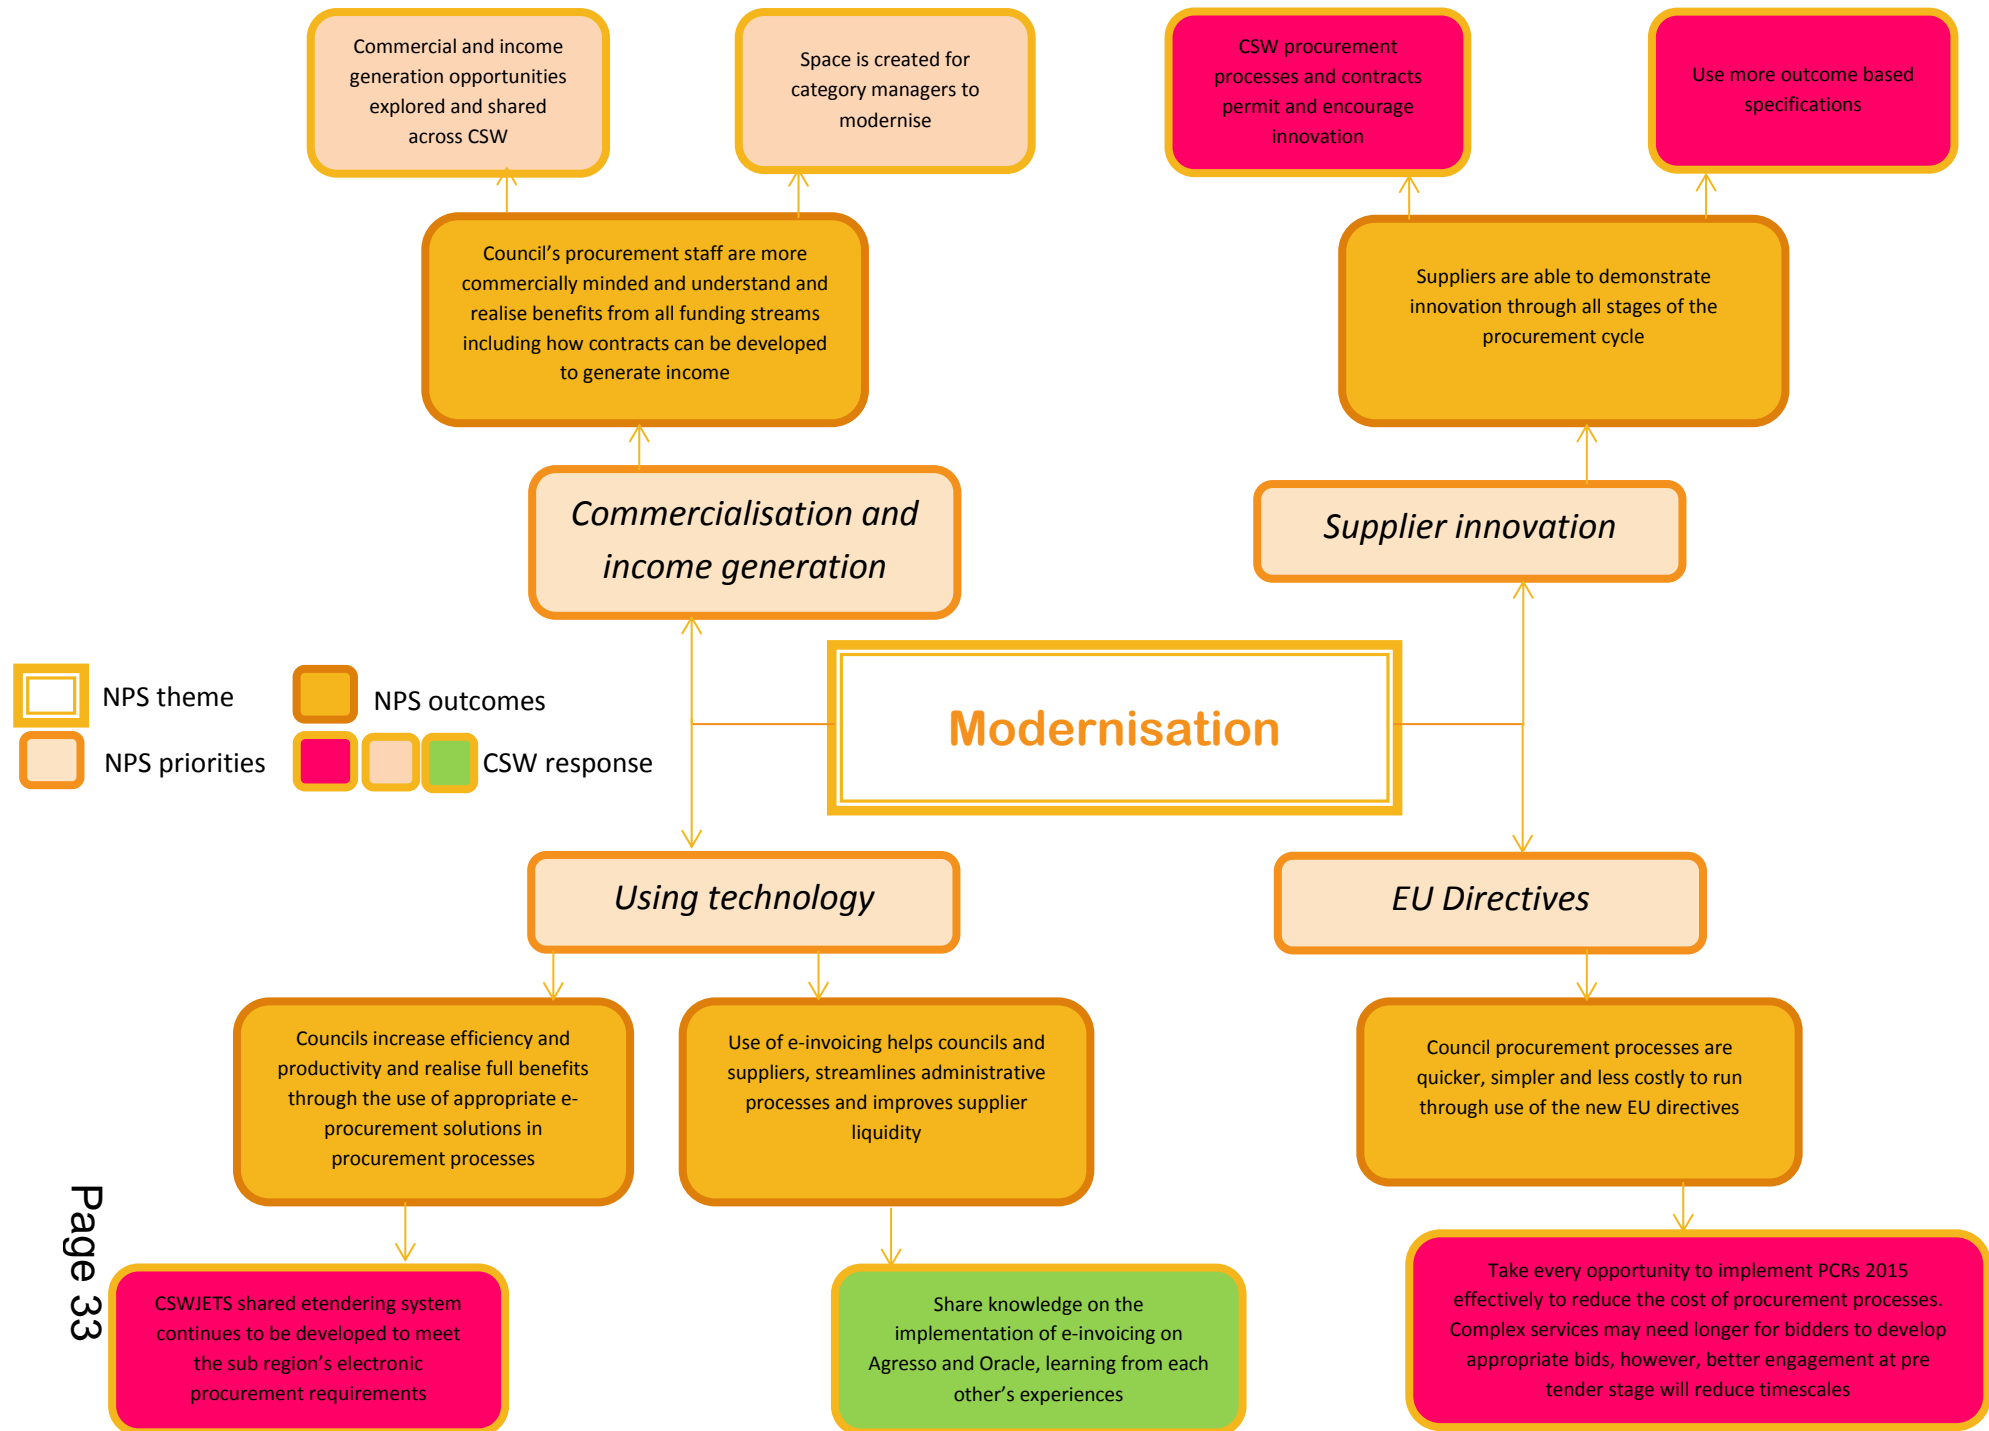 Commercial and income
generation opportunities
explored and shared
across CSW
Space is created for
category managers to
modernise
CSW procurement
processes and contracts
permit and encourage
innovation
Use more outcome based
specifications
Council’s procurement staff are more
commercially minded and understand and
realise benefits from all funding streams
including how contracts can be developed
to generate income
Suppliers are able to demonstrate
innovation through all stages of the
procurement cycle
Commercialisation and
income generation
Supplier innovation
NPS theme
NPS outcomes
NPS priorities
CSW response
Modernisation
Using technology
EU Directives
Councils increase efficiency and
productivity and realise full benefits
through the use of appropriate e-
procurement solutions in
procurement processes
Use of e-invoicing helps councils and
suppliers, streamlines administrative
processes and improves supplier
liquidity
Council procurement processes are
quicker, simpler and less costly to run
through use of the new EU directives
CSWJETS shared etendering system
continues to be developed to meet
the sub region’s electronic
procurement requirements
Share knowledge on the
implementation of e-invoicing on
Agresso and Oracle, learning from each
other’s experiences
Take every opportunity to implement PCRs 2015
effectively to reduce the cost of procurement processes.
Complex services may need longer for bidders to develop
appropriate bids, however, better engagement at pre
tender stage will reduce timescales
Page 33